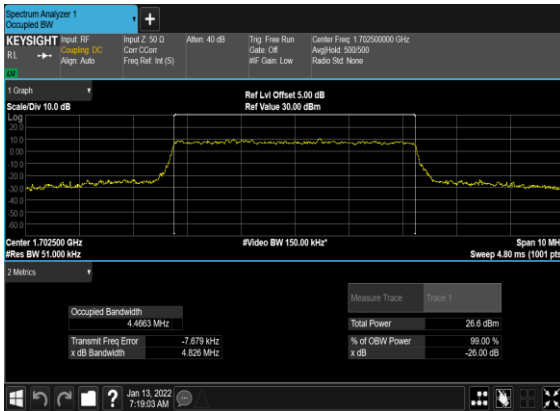 Spectrum Analyzer 1
Occupied BW
KEYSIGHT
RL
Input: RF
Coupling: DC
Align: Auto
Input Z: 50 Ω
Corr CCorr
Freq Ref: Int (S)
Atten: 40 dB
Trig: Free Run
Gate: Off
#IF Gain: Low
Center Freq: 1.702500000 GHz
Avg|Hold: 500/500
Radio Std: None
1 Graph
Scale/Div 10.0 dB
Ref Lvl Offset 5.00 dB
Ref Value 30.00 dBm
Log
20.0
10.0
0.00
-10.0
-20.0
-30.0
-40.0
-50.0
-60.0
Center 1.702500 GHz
#Res BW 51.000 kHz
#Video BW 150.00 kHz*
Span 10 MH
Sweep 4.80 ms (1001 pts
2 Metrics
Measure Trace
Trace 1
Occupied Bandwidth
4.4663 MHz
Total Power
26.6 dBm
Transmit Freq Error
-7.679 kHz
% of OBW Power
99.00 %
x dB Bandwidth
4.826 MHz
x dB
-26.00 dB
Jan 13, 2022
7:19:03 AM